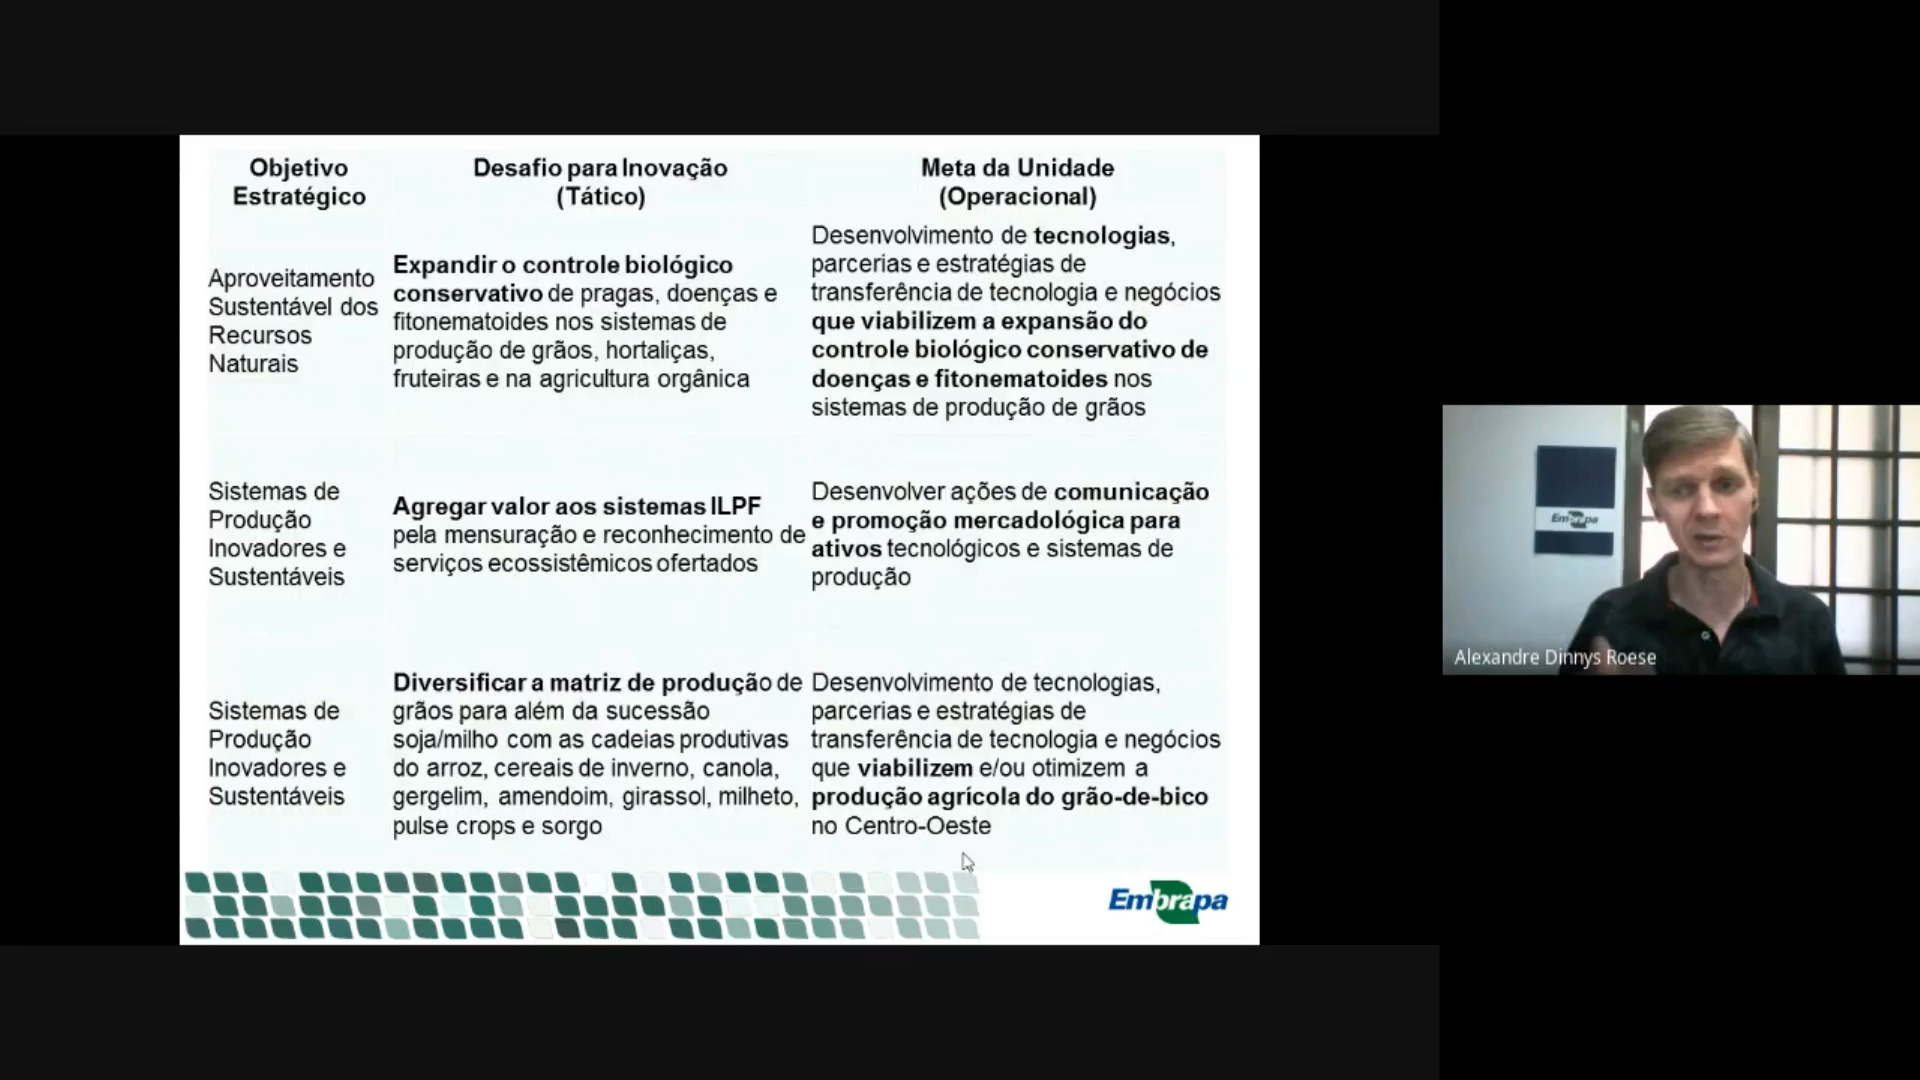 Objetivo
Estratégico
Desafio para Inovação
(Tático)
Meta da Unidade
(Operacional)
Aproveitamento
Sustentável dos
Recursos
Naturais
Expandir o controle biológico
conservativo de pragas, doenças e
fitonematoides nos sistemas de
produção de grãos, hortaliças,
fruteiras e na agricultura orgânica
Desenvolvimento de tecnologias,
parcerias e estratégias de
transferência de tecnologia e negócios
que viabilizem a expansão do
controle biológico conservativo de
doenças e fitonematoides nos
sistemas de produção de grãos
Sistemas de
Produção
Inovadores e
Sustentáveis
Agregar valor aos sistemas ILPF
pela mensuração e reconhecimento de
serviços ecossistêmicos ofertados
Desenvolver ações de comunicação
e promoção mercadológica para
ativos tecnológicos e sistemas de
produção
Sistemas de
Produção
Inovadores e
Sustentáveis
Diversificar a matriz de produção de
grãos para além da sucessão
soja/milho com as cadeias produtivas
do arroz, cereais de inverno, canola,
gergelim, amendoim, girassol, milheto,
pulse crops e sorgo
Desenvolvimento de tecnologias,
parcerias e estratégias de
transferência de tecnologia e negócios
que viabilizem e/ou otimizem a
produção agrícola do grão-de-bico
no Centro-Oeste
Embrapa
Embrapa
Alexandre Dinnys Roese